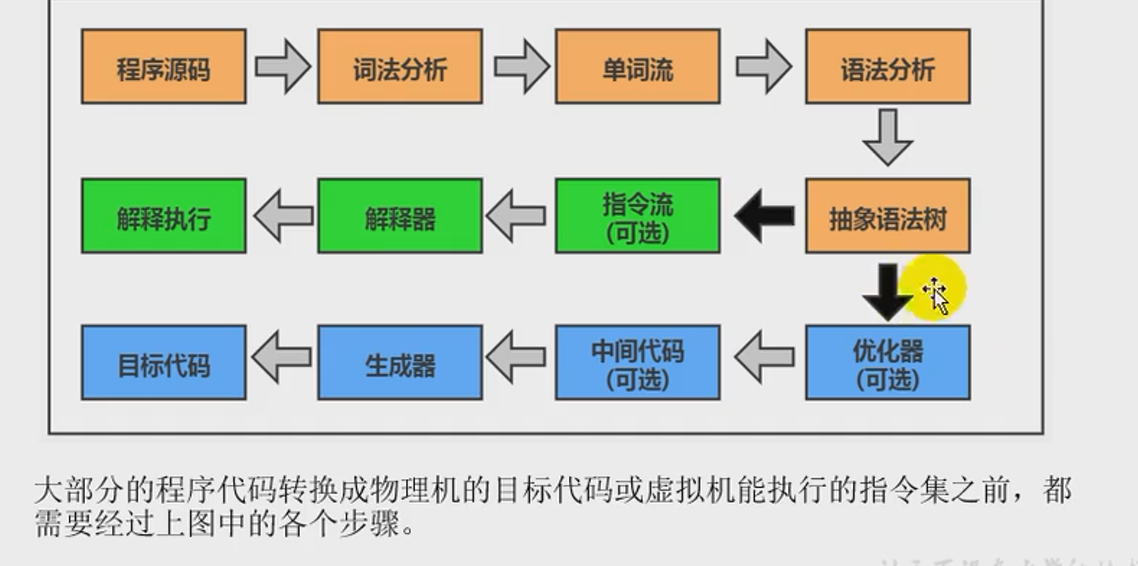 程序源码
词法分析
单词流
语法分析
解释执行
解释器
指令流
(可选)
抽象语法树
目标代码
生成器
中间代码
(可选)
优化器
(可选)
大部分的程序代码转换成物理机的目标代码或虚拟机能执行的指令集之前，都
需要经过上图中的各个步骤。